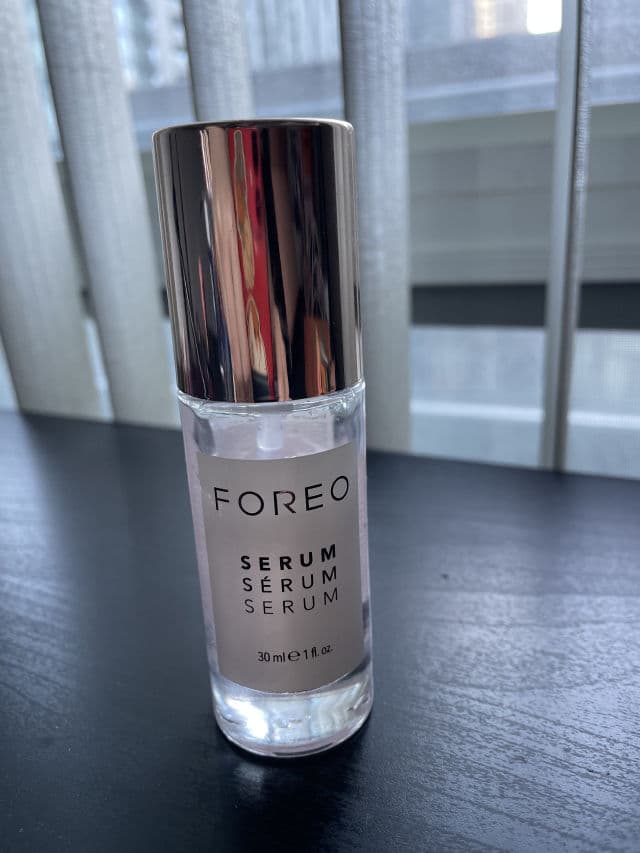 FOREO
SERUM
SÉRUM
SERUM
30 ml ℮ 1 fl. oz.